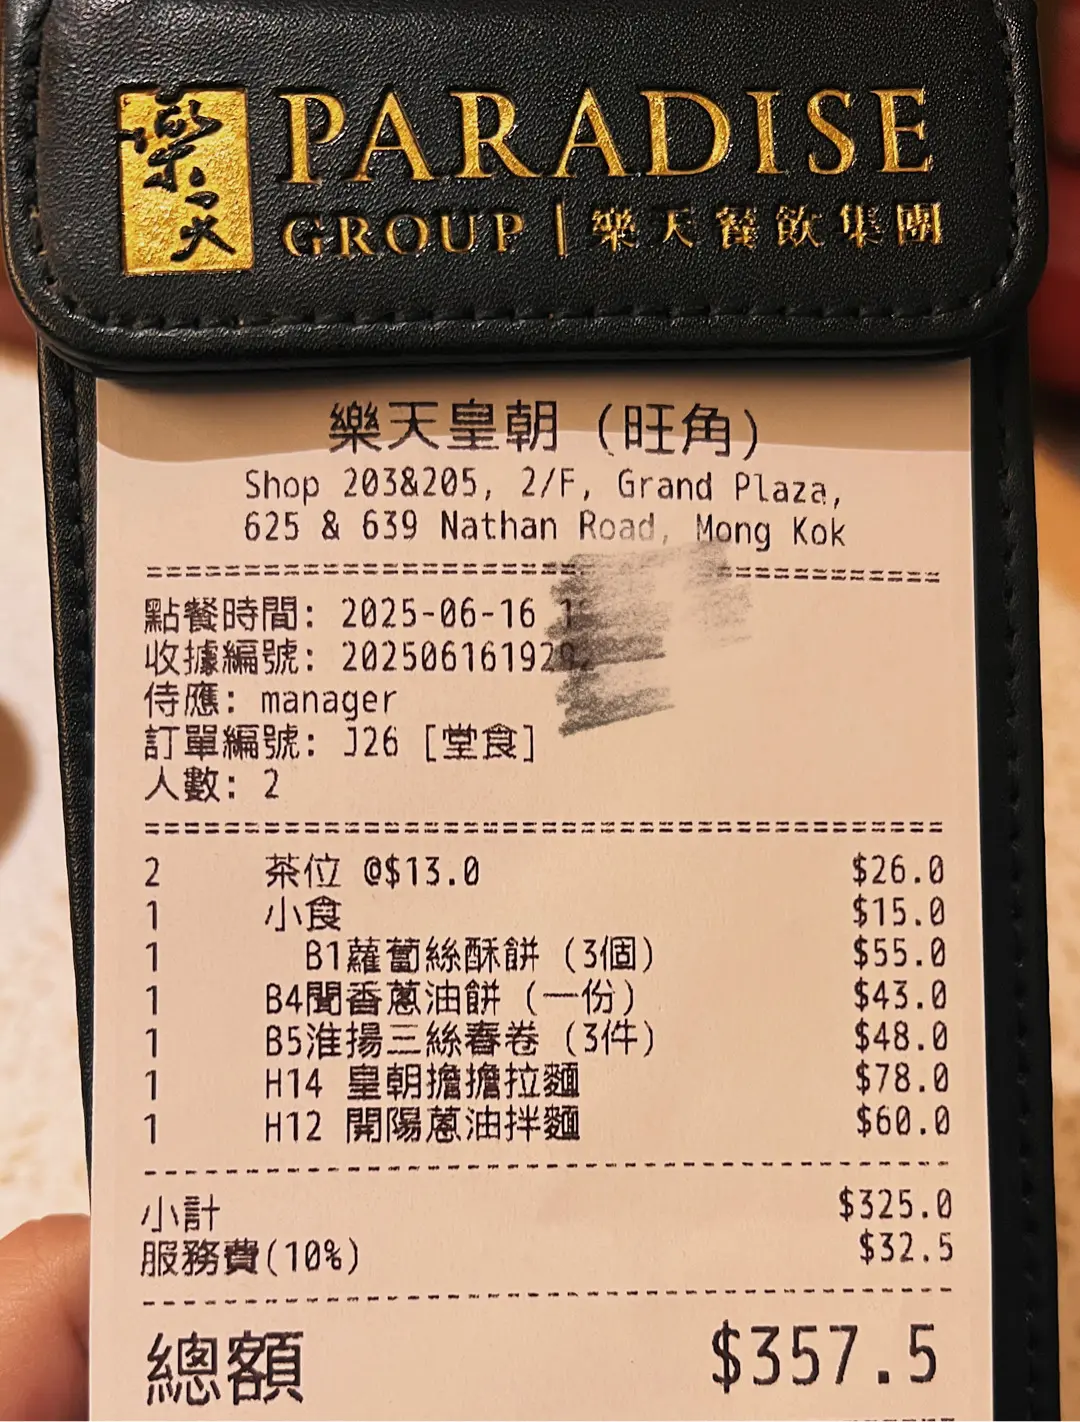 樂天 PARADISE
GROUP | 樂天餐飲集團
樂天皇朝 (旺角)
Shop 203&205, 2/F, Grand Plaza,
625 & 639 Nathan Road, Mong Kok
點餐時間: 2025-06-16
收據編號:
侍應: manager
訂單編號: J26 [堂食]
人數: 2
2 茶位 @$13.0 $26.0
1 小食 $15.0
1 B1蘿蔔絲酥餅 (3個) $55.0
1 B4聞香蔥油餅 (一份) $43.0
1 B5淮揚三絲春卷 (3件) $48.0
1 H14 皇朝擔擔拉麵 $78.0
1 H12 開陽蔥油拌麵 $60.0
小計 $325.0
服務費(10%) $32.5
總額 $357.5